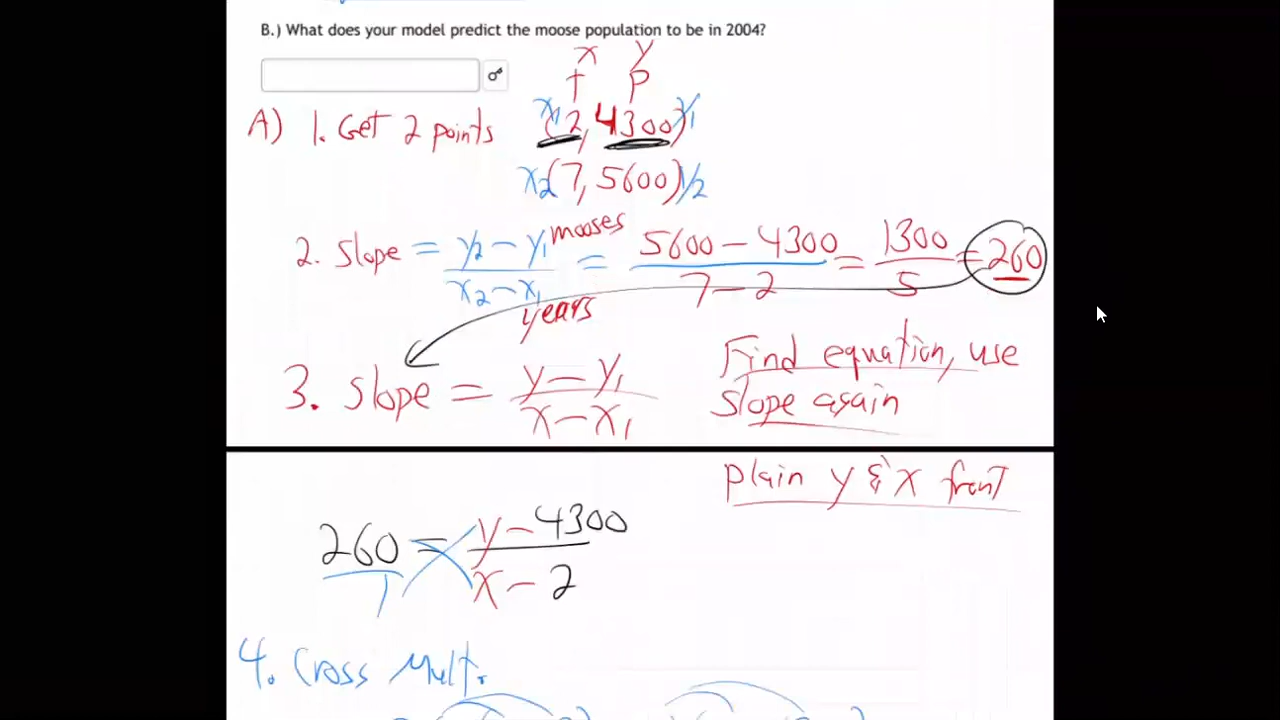 B.) What does your model predict the moose population to be in 2004?
x y
t P
A) 1. Get 2 points x1 (2, 4300) y1
x2 (7, 5600) y2
2. Slope = y2 - y1 mooses / x2 - x1 years = 5600 - 4300 / 7 - 2 = 1300 / 5 = 260
3. Slope = y - y1 / x - x1
Find equation, use
slope again
plain y & x front
260 / 1 = y - 4300 / x - 2
4. Cross Mult.